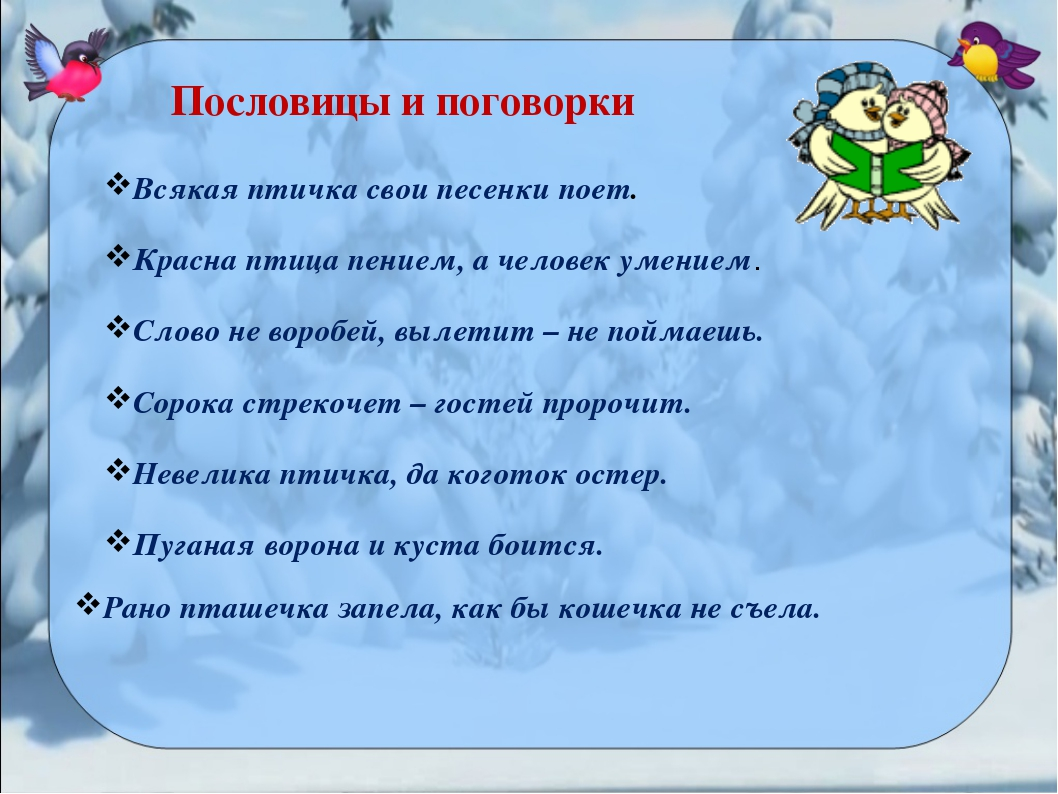 Пословицы и поговорки
❖Всякая птичка свои песенки поет.
❖Красна птица пением, а человек умением.
❖Слово не воробей, вылетит – не поймаешь.
❖Сорока стрекочет – гостей пророчит.
❖Невелика птичка, да коготок остер.
❖Пуганая ворона и куста боится.
❖Рано пташечка запела, как бы кошечка не съела.